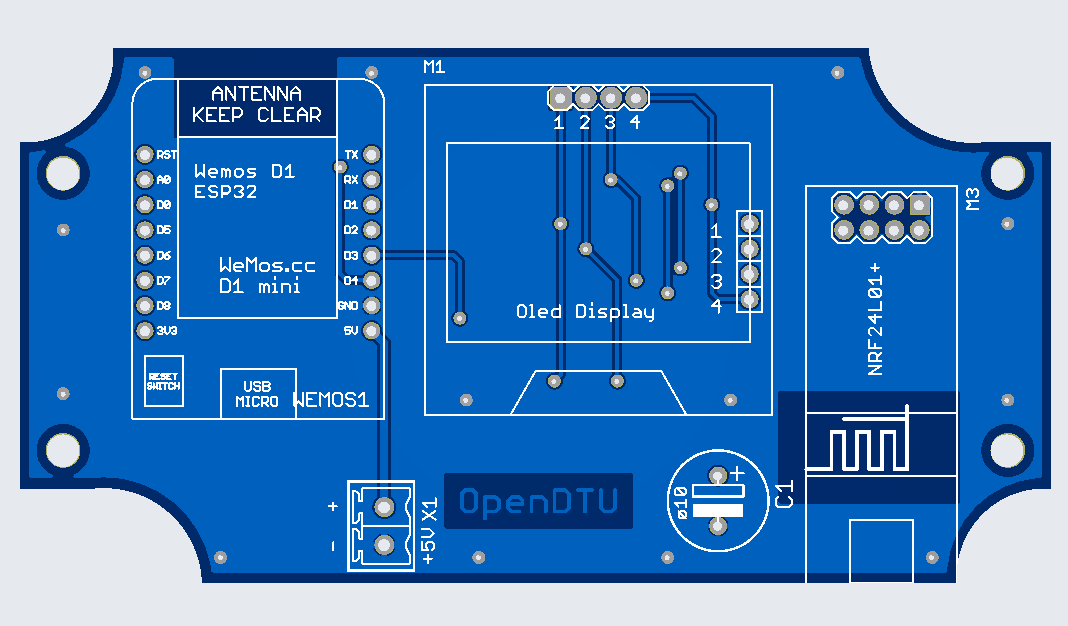 M1
ANTENNA
KEEP CLEAR
1 2 3 4
RST
A0
D0
D5
D6
D7
D8
3V3
TX
RX
D1
D2
D3
D4
GND
5V
Wemos D1
ESP32
WeMos.cc
D1 mini
RESET
SWITCH
USB
MICRO
WEMOS1
1
2
3
4
Oled Display
M3
NRF24L01+
+
-
+5V X1
OpenDTU
ø10
+
C1